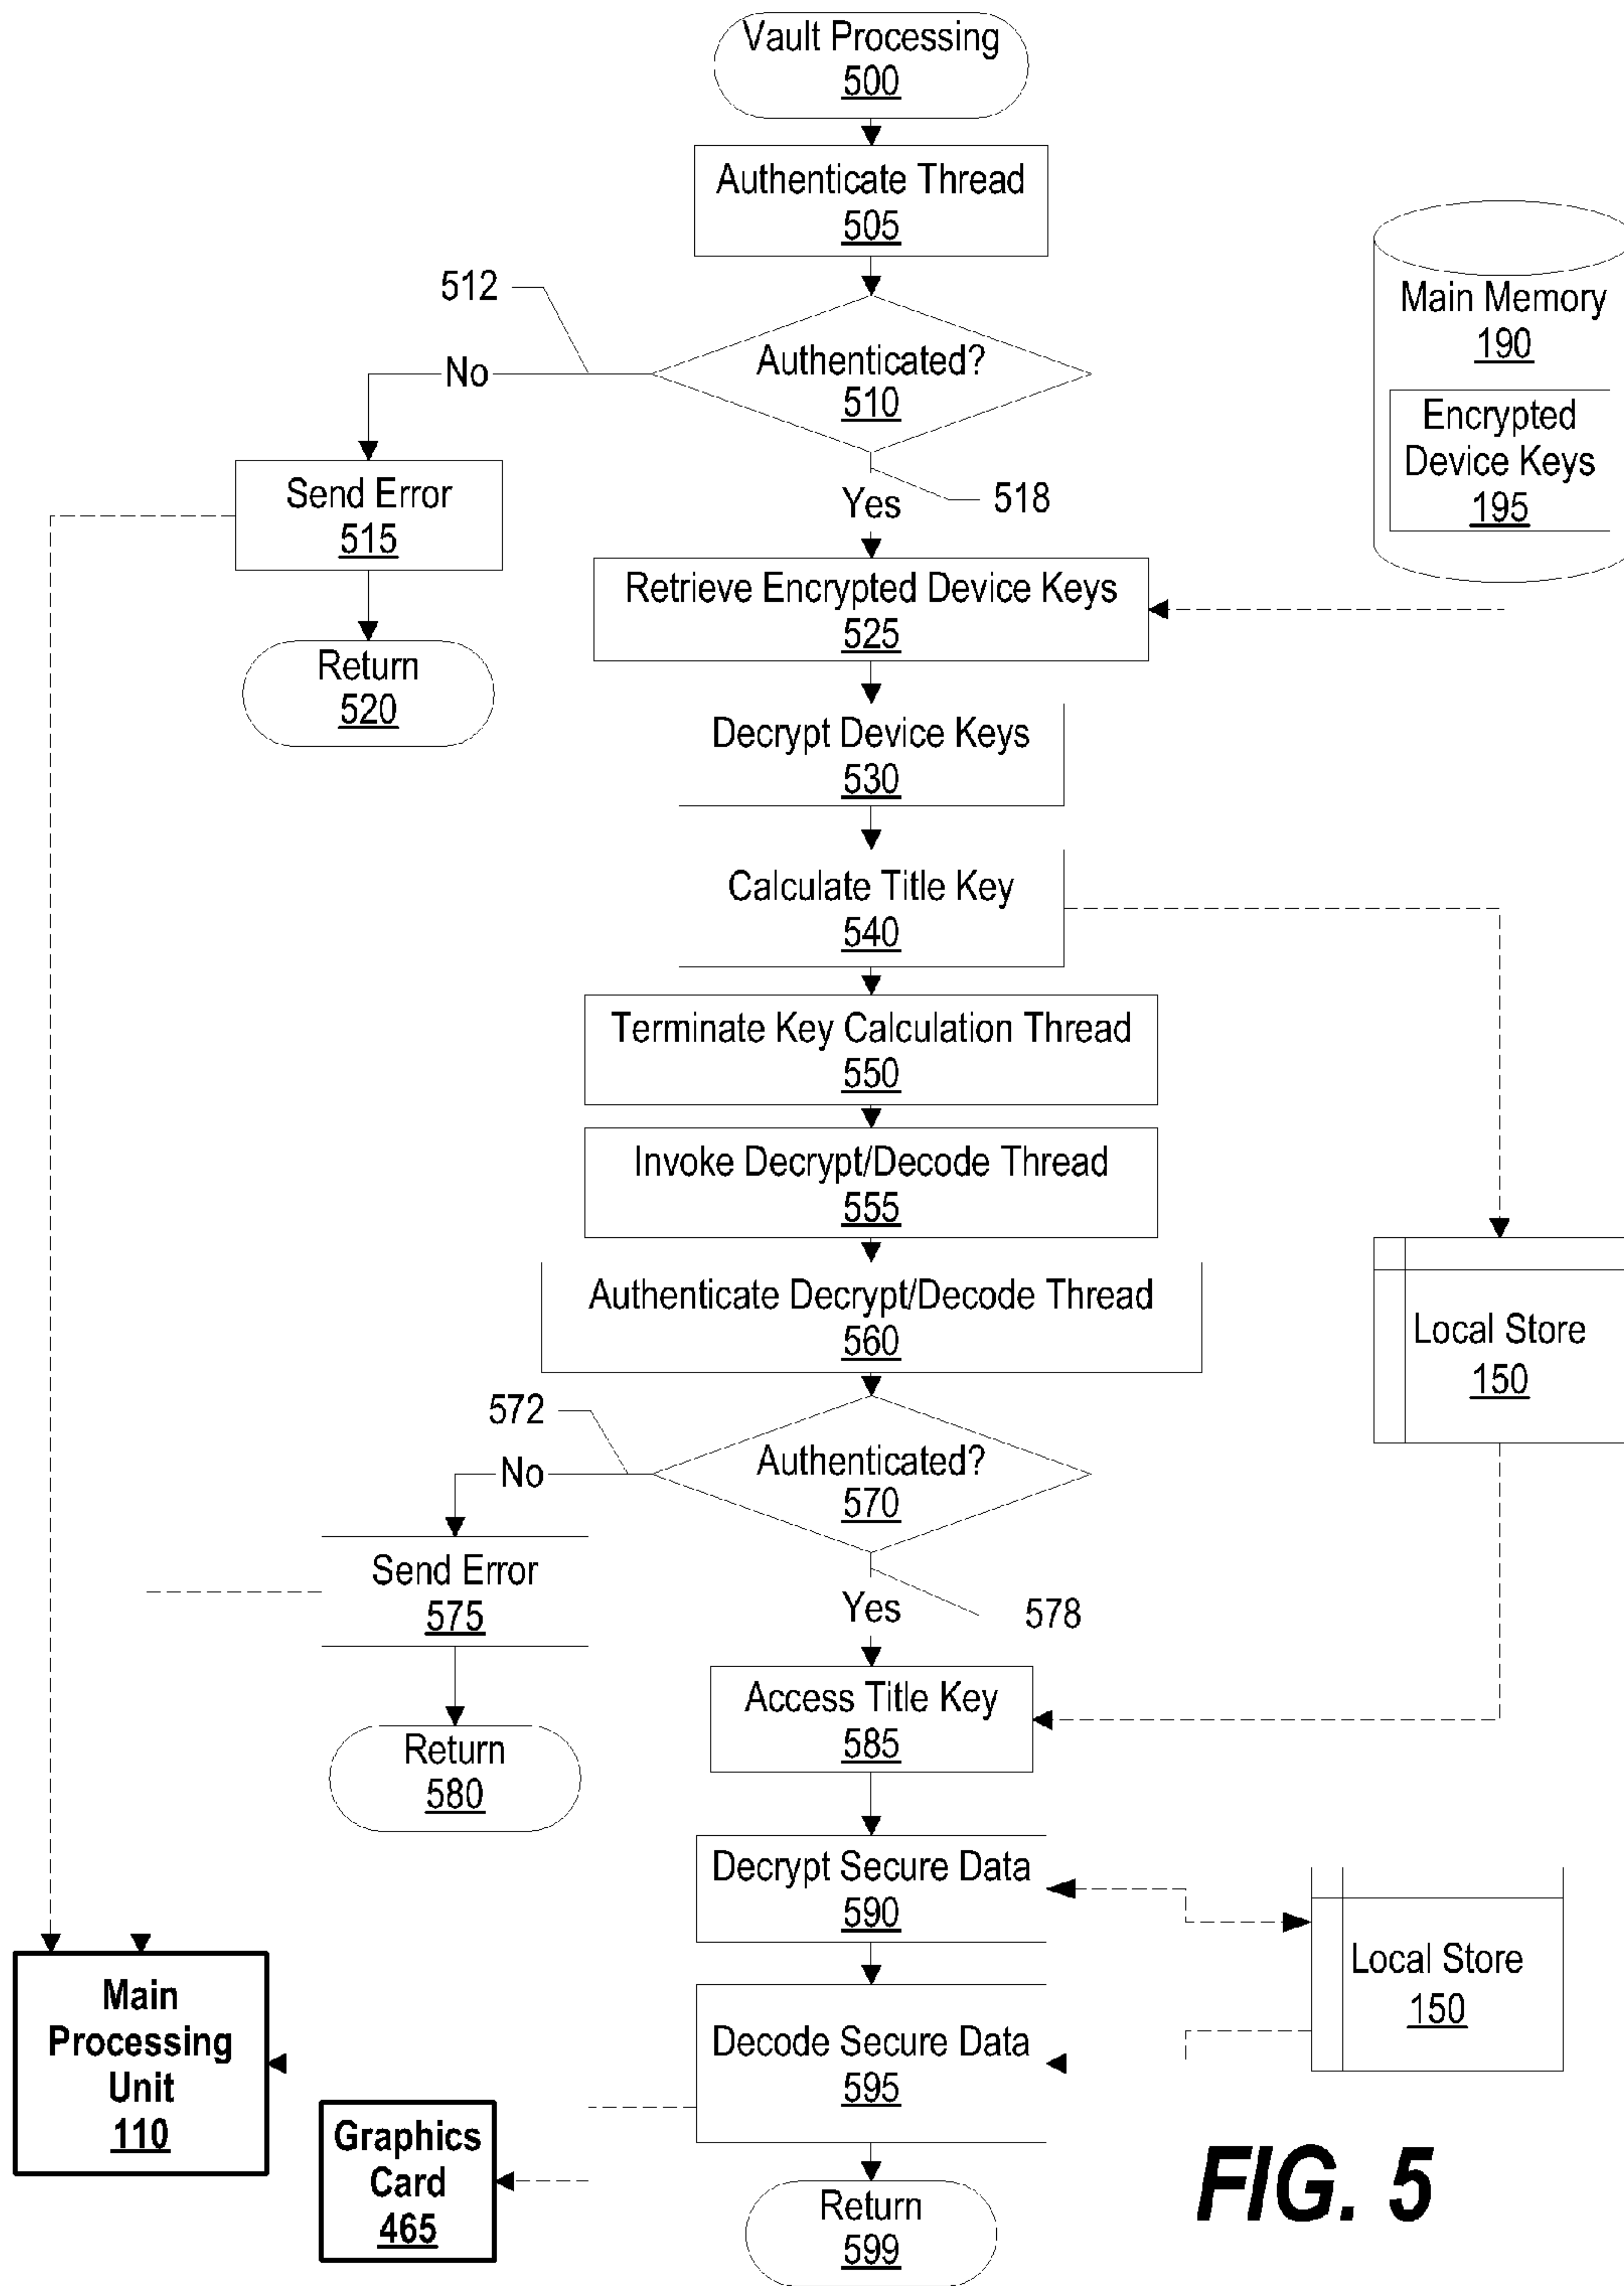 Vault Processing
500
Authenticate Thread
505
512
Authenticated?
510
No
Main Memory
190
Encrypted
Device Keys
195
Send Error
515
Yes
518
Return
520
Retrieve Encrypted Device Keys
525
Decrypt Device Keys
530
Calculate Title Key
540
Terminate Key Calculation Thread
550
Invoke Decrypt/Decode Thread
555
Authenticate Decrypt/Decode Thread
560
Local Store
150
572
Authenticated?
570
No
Send Error
575
Yes
578
Return
580
Access Title Key
585
Decrypt Secure Data
590
Local Store
150
Main
Processing
Unit
110
Decode Secure Data
595
Graphics
Card
465
Return
599
FIG. 5